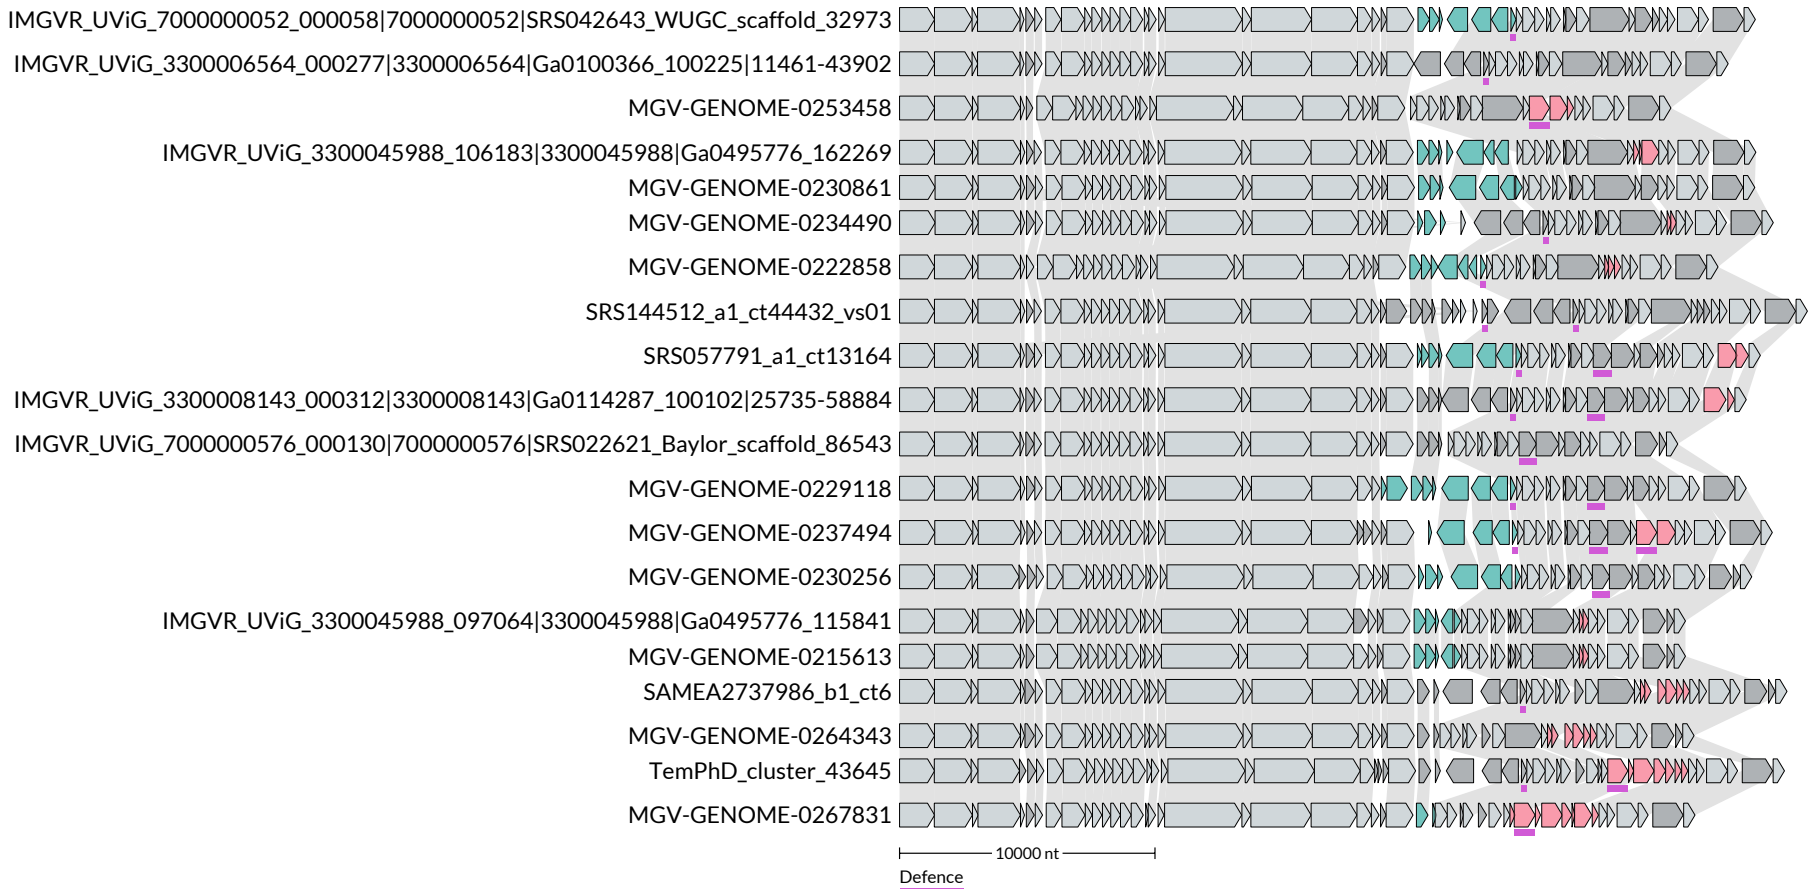 IMGVR_UViG_7000000052_000058|7000000052|SRS042643_WUGC_scaffold_32973
IMGVR_UViG_3300006564_000277|3300006564|Ga0100366_100225|11461-43902
MGV-GENOME-0253458
IMGVR_UViG_3300045988_106183|3300045988|Ga0495776_162269
MGV-GENOME-0230861
MGV-GENOME-0234490
MGV-GENOME-0222858
SRS144512_a1_ct44432_vs01
SRS057791_a1_ct13164
IMGVR_UViG_3300008143_000312|3300008143|Ga0114287_100102|25735-58884
IMGVR_UViG_7000000576_000130|7000000576|SRS022621_Baylor_scaffold_86543
MGV-GENOME-0229118
MGV-GENOME-0237494
MGV-GENOME-0230256
IMGVR_UViG_3300045988_097064|3300045988|Ga0495776_115841
MGV-GENOME-0215613
SAMEA2737986_b1_ct6
MGV-GENOME-0264343
TemPhD_cluster_43645
MGV-GENOME-0267831
10000 nt
Defence